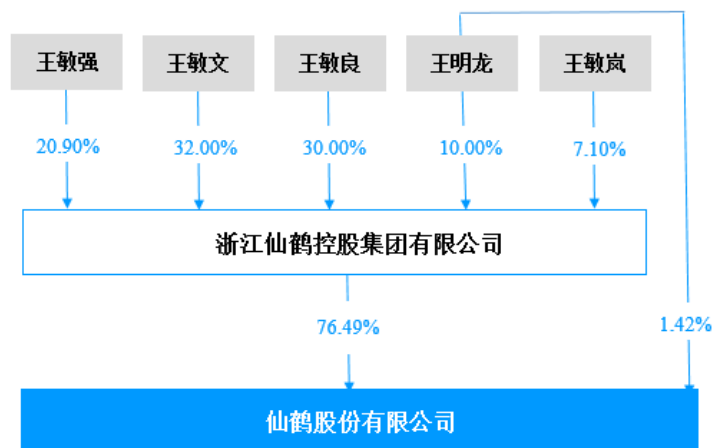 王敏强 王敏文 王敏良 王明龙 王敏岚
20.90% 32.00% 30.00% 10.00% 7.10%
浙江仙鹤控股集团有限公司
76.49% 1.42%
仙鹤股份有限公司